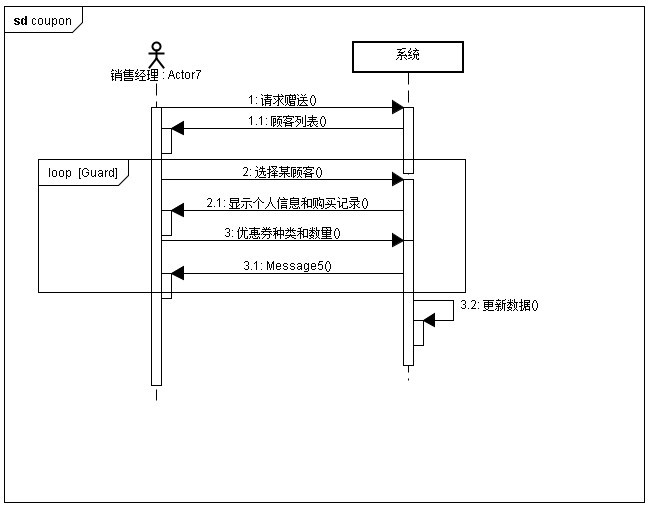 sd coupon
销售经理 : Actor7
系统
1: 请求赠送()
1.1: 顾客列表()
loop [Guard]
2: 选择某顾客()
2.1: 显示个人信息和购买记录()
3: 优惠券种类和数量()
3.1: Message5()
3.2: 更新数据()